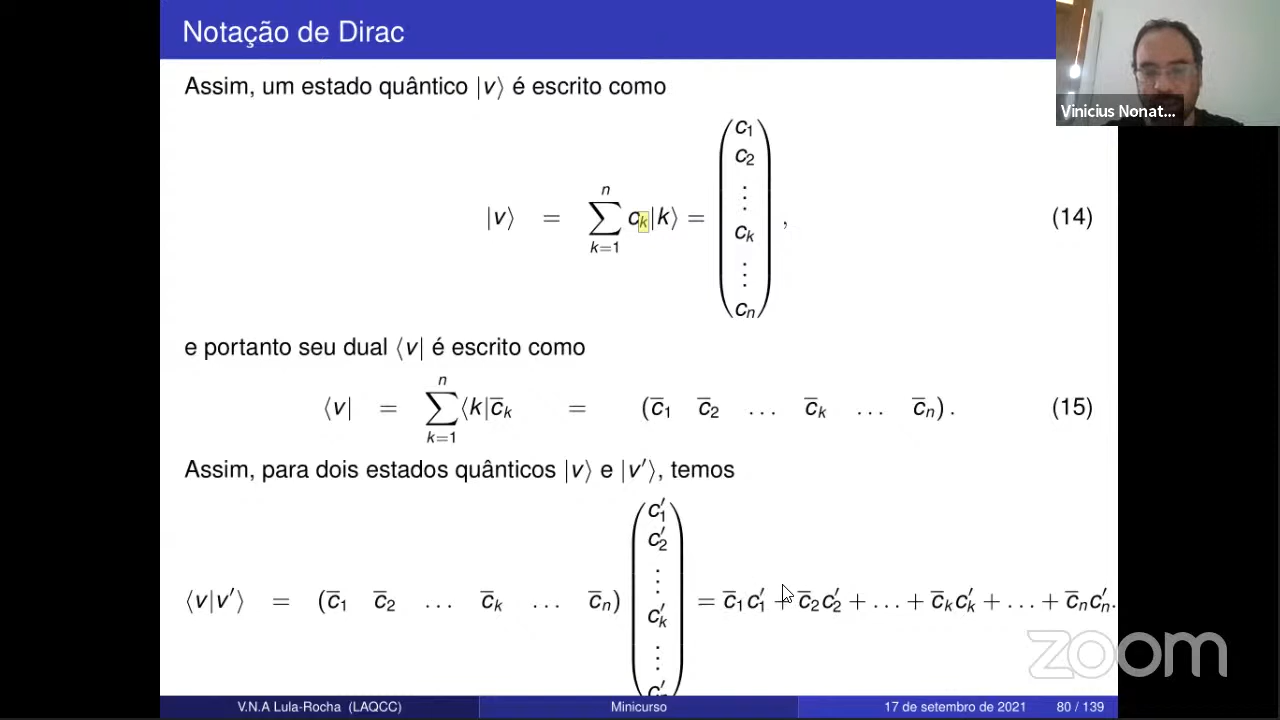 Notação de Dirac
Vinicius Nonat...
Assim, um estado quântico |v⟩ é escrito como
|v⟩ = ∑_{k=1}^{n} c_k|k⟩ = (c_1 c_2 ⋮ c_k ⋮ c_n), (14)
e portanto seu dual ⟨v| é escrito como
⟨v| = ∑_{k=1}^{n} ⟨k|c̅_k = (c̅_1 c̅_2 … c̅_k … c̅_n). (15)
Assim, para dois estados quânticos |v⟩ e |v′⟩, temos
⟨v|v′⟩ = (c̅_1 c̅_2 … c̅_k … c̅_n) (c′_1 c′_2 ⋮ c′_k ⋮ = c̅_1c′_1 + c̅_2c′_2 + … + c̅_kc′_k + … + c̅_nc′_n.
zoom
V.N.A Lula-Rocha (LAQCC) Minicurso 17 de setembro de 2021 80 / 139